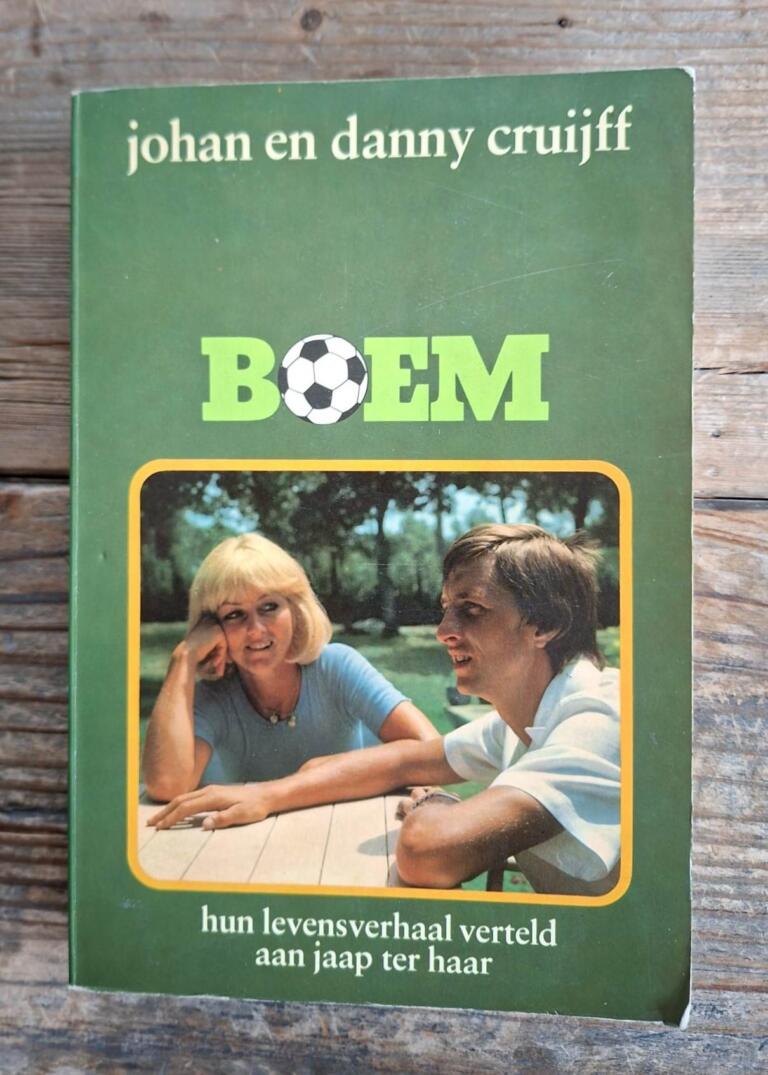 johan en danny cruijff
BOEM
hun levensverhaal verteld
aan jaap ter haar